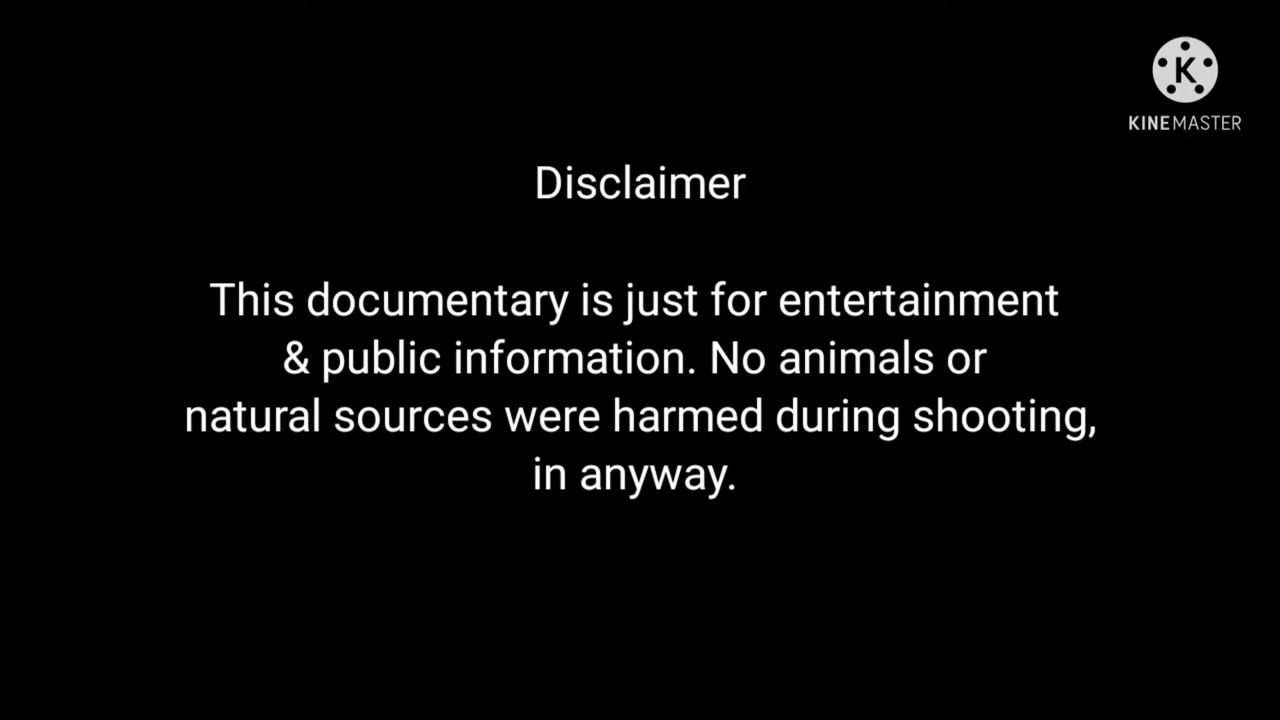 K
KINEMASTER
Disclaimer
This documentary is just for entertainment
& public information. No animals or
natural sources were harmed during shooting,
in anyway.